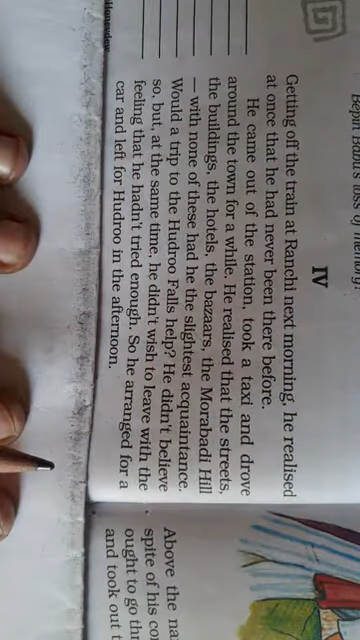 Bepin Babu's loss of memory.
IV
Getting off the train at Ranchi next morning, he realised
at once that he had never been there before.
He came out of the station, took a taxi and drove
around the town for a while. He realised that the streets,
the buildings, the hotels, the bazaars, the Morabadi Hill
— with none of these had he the slightest acquaintance.
Would a trip to the Hudroo Falls help? He didn't believe
so, but, at the same time, he didn't wish to leave with the
feeling that he hadn't tried enough. So he arranged for a
car and left for Hudroo in the afternoon.
Honeydew
Above the
spite of his
ought to go
and took out